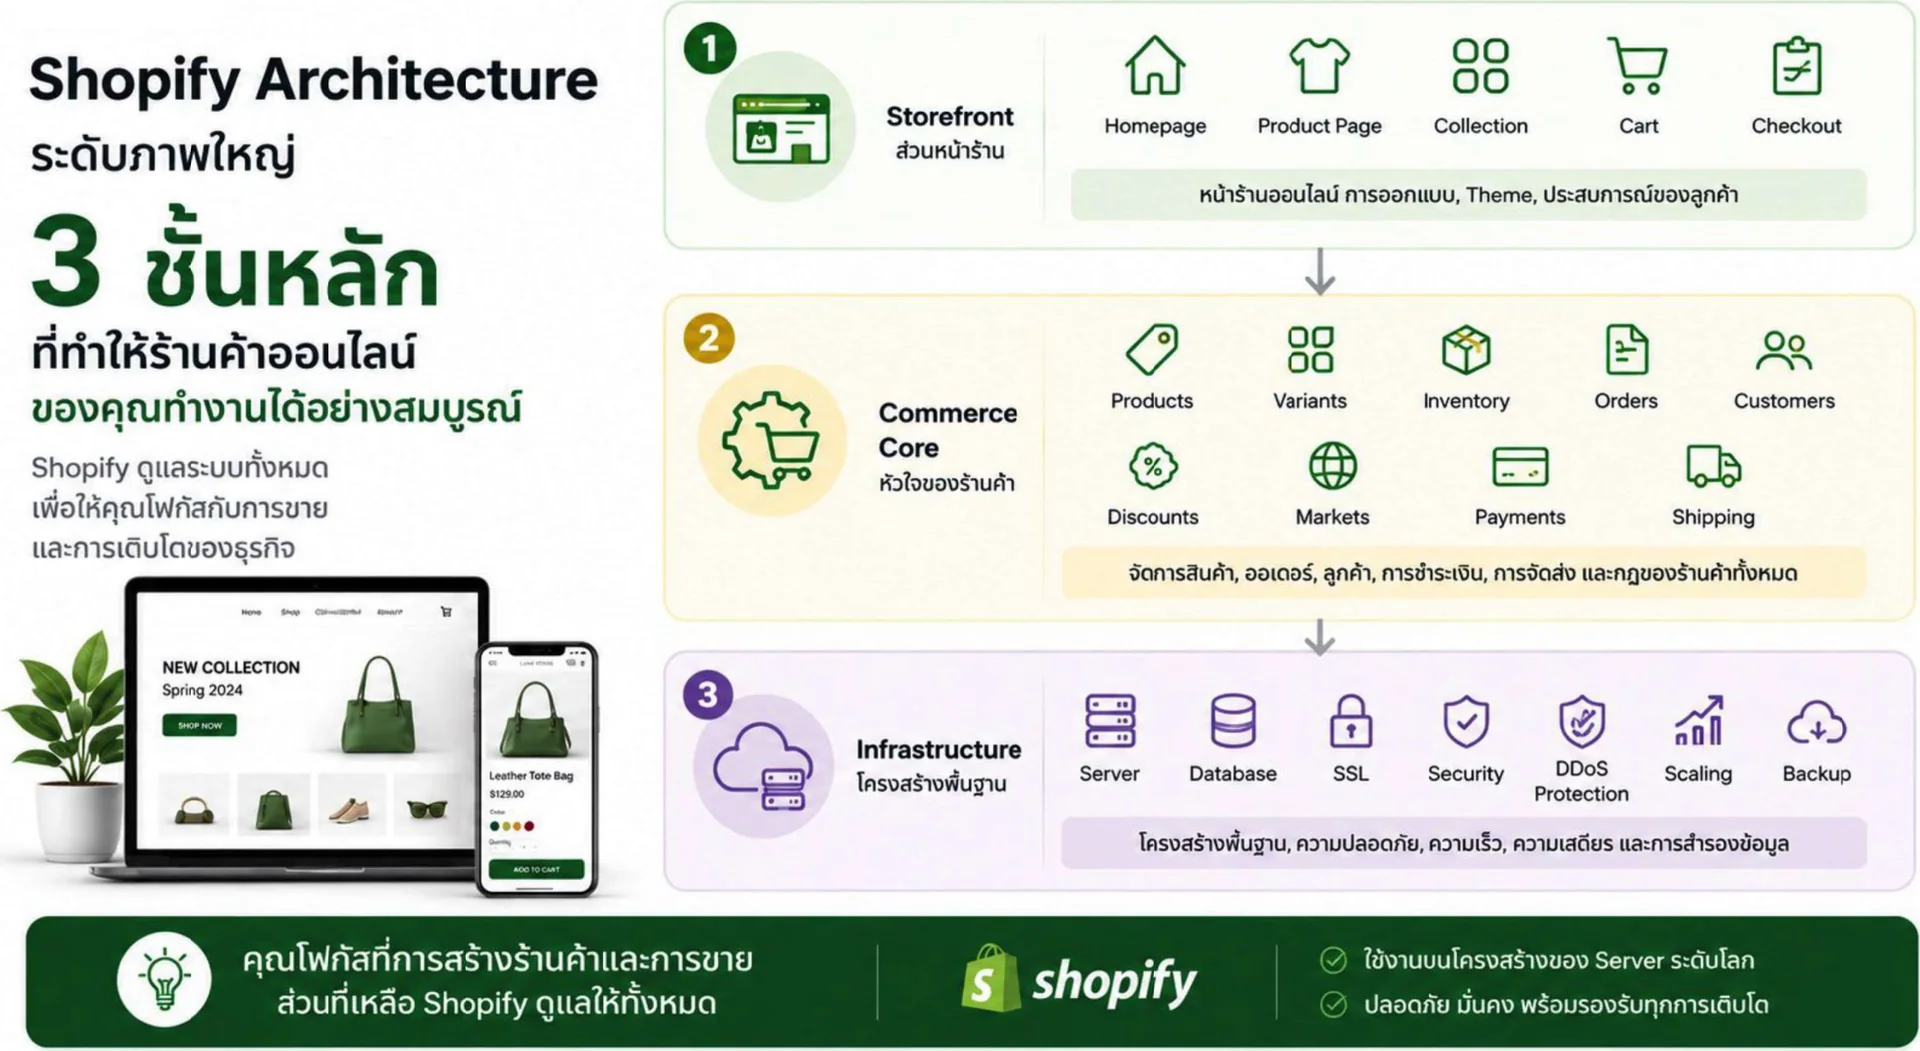 Shopify Architecture
ระดับภาพใหญ่
3 ชั้นหลัก
ที่ทำให้ร้านค้าออนไลน์
ของคุณทำงานได้อย่างสมบูรณ์
Shopify ดูแลระบบทั้งหมด
เพื่อให้คุณโฟกัสกับการขาย
และการเติบโตของธุรกิจ
Home Shop
NEW COLLECTION
Spring 2024
SHOP NOW
Leather Tote Bag
$129.00
Color
Quantity
ADD TO CART
1
Storefront
ส่วนหน้าร้าน
Homepage Product Page Collection Cart Checkout
หน้าร้านออนไลน์ การออกแบบ, Theme, ประสบการณ์ของลูกค้า
2
Commerce
Core
หัวใจของร้านค้า
Products Variants Inventory Orders Customers
%
Discounts Markets Payments Shipping
จัดการสินค้า, ออเดอร์, ลูกค้า, การชำระเงิน, การจัดส่ง และกฎของร้านค้าทั้งหมด
3
Infrastructure
โครงสร้างพื้นฐาน
Server Database SSL Security DDoS Protection Scaling Backup
โครงสร้างพื้นฐาน, ความปลอดภัย, ความเร็ว, ความเสถียร และการสำรองข้อมูล
คุณโฟกัสที่การสร้างร้านค้าและการขาย
ส่วนที่เหลือ Shopify ดูแลให้ทั้งหมด
S shopify
ใช้งานบนโครงสร้างของ Server ระดับโลก
ปลอดภัย มั่นคง พร้อมรองรับทุกการเติบโต